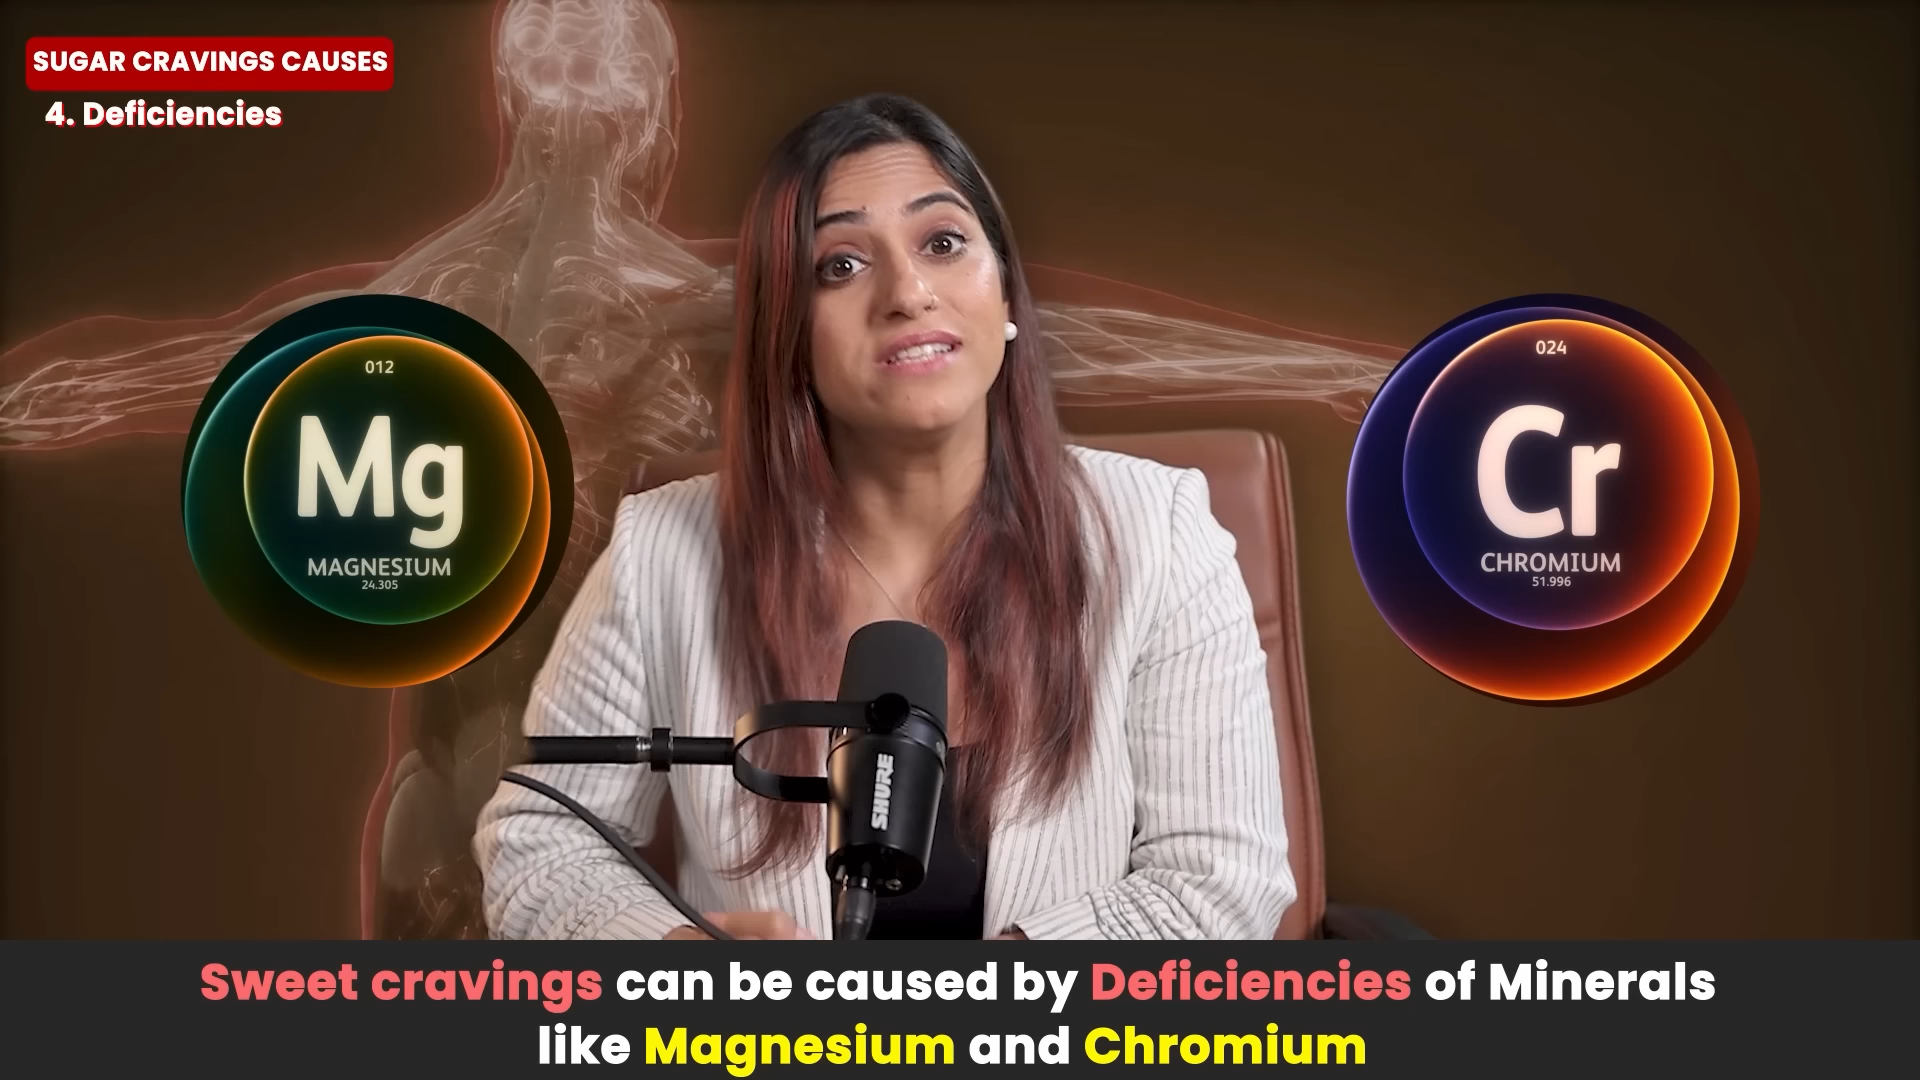 SUGAR CRAVINGS CAUSES
4. Deficiencies
012
Mg
MAGNESIUM
24.305
024
Cr
CHROMIUM
51.996
SHURE
Sweet cravings can be caused by Deficiencies of Minerals
like Magnesium and Chromium